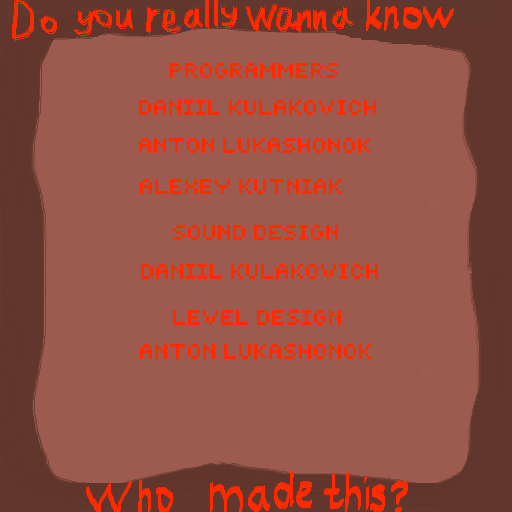 Do you really wanna know
PROGRAMMERS
DANIIL KULAKOVICH
ANTON LUKASHONOK
ALEXEY KUTNIAK
SOUND DESIGN
DANIIL KULAKOVICH
LEVEL DESIGN
ANTON LUKASHONOK
Who made this?